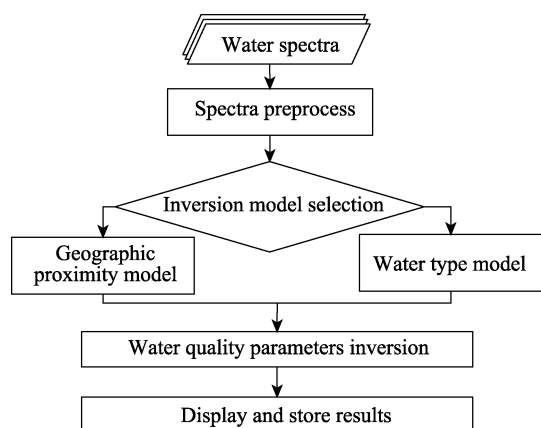 Water spectra
Spectra preprocess
Inversion model selection
Geographic
proximity model
Water type model
Water quality parameters inversion
Display and store results